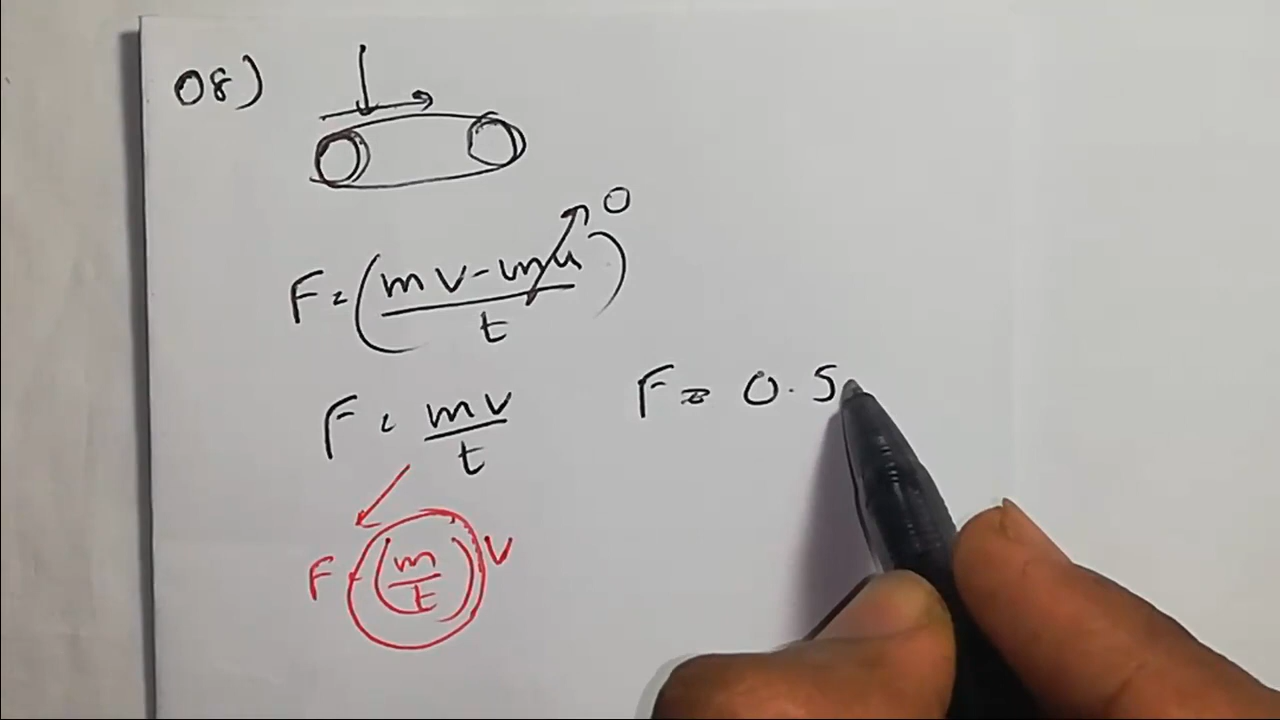 08)
F = (mv - mu / t) 0
F = mv / t
F = 0.5
F = (m / t) v